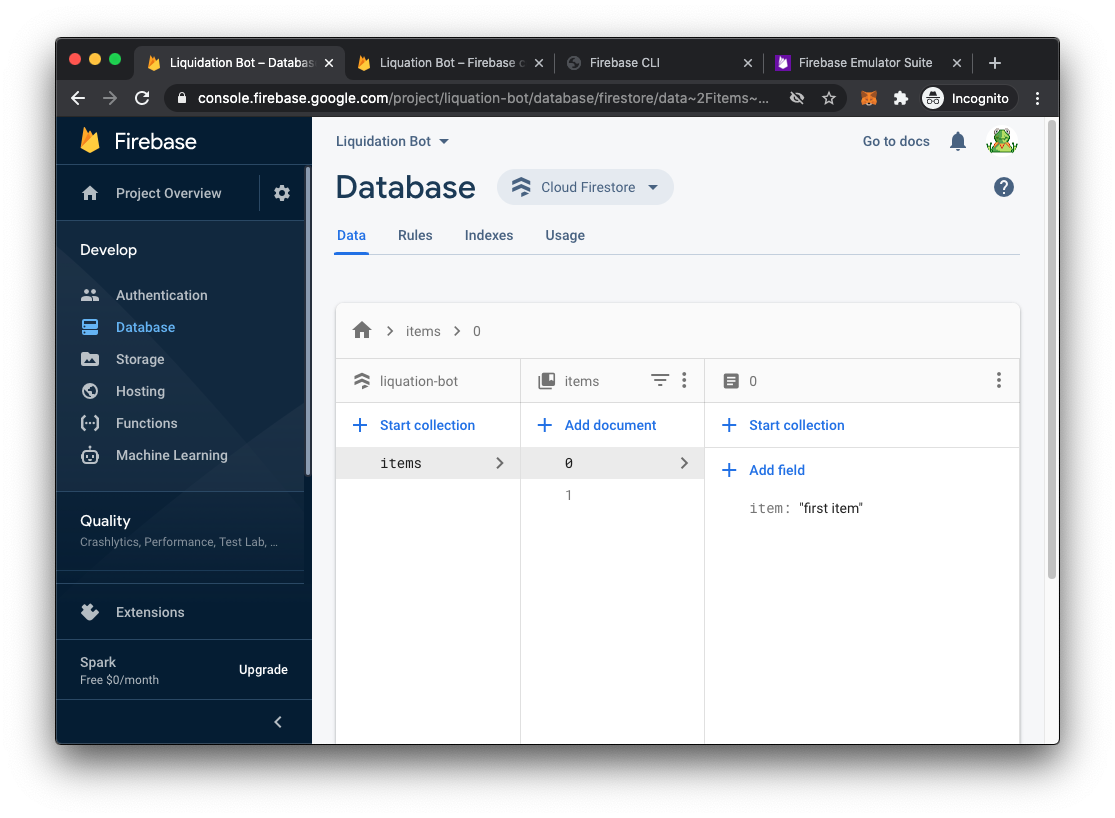 Liquidation Bot – Databas
Liquation Bot – Firebase c
Firebase CLI
Firebase Emulator Suite
console.firebase.google.com/project/liquation-bot/database/firestore/data~2Fitems~...
Incognito
Firebase
Project Overview
Develop
Authentication
Database
Storage
Hosting
Functions
Machine Learning
Quality
Crashlytics, Performance, Test Lab, ...
Extensions
Spark
Free $0/month
Upgrade
Liquidation Bot
Go to docs
Database
Cloud Firestore
Data
Rules
Indexes
Usage
items
0
liquation-bot
Start collection
items
items
Add document
0
1
0
Start collection
Add field
item: "first item"